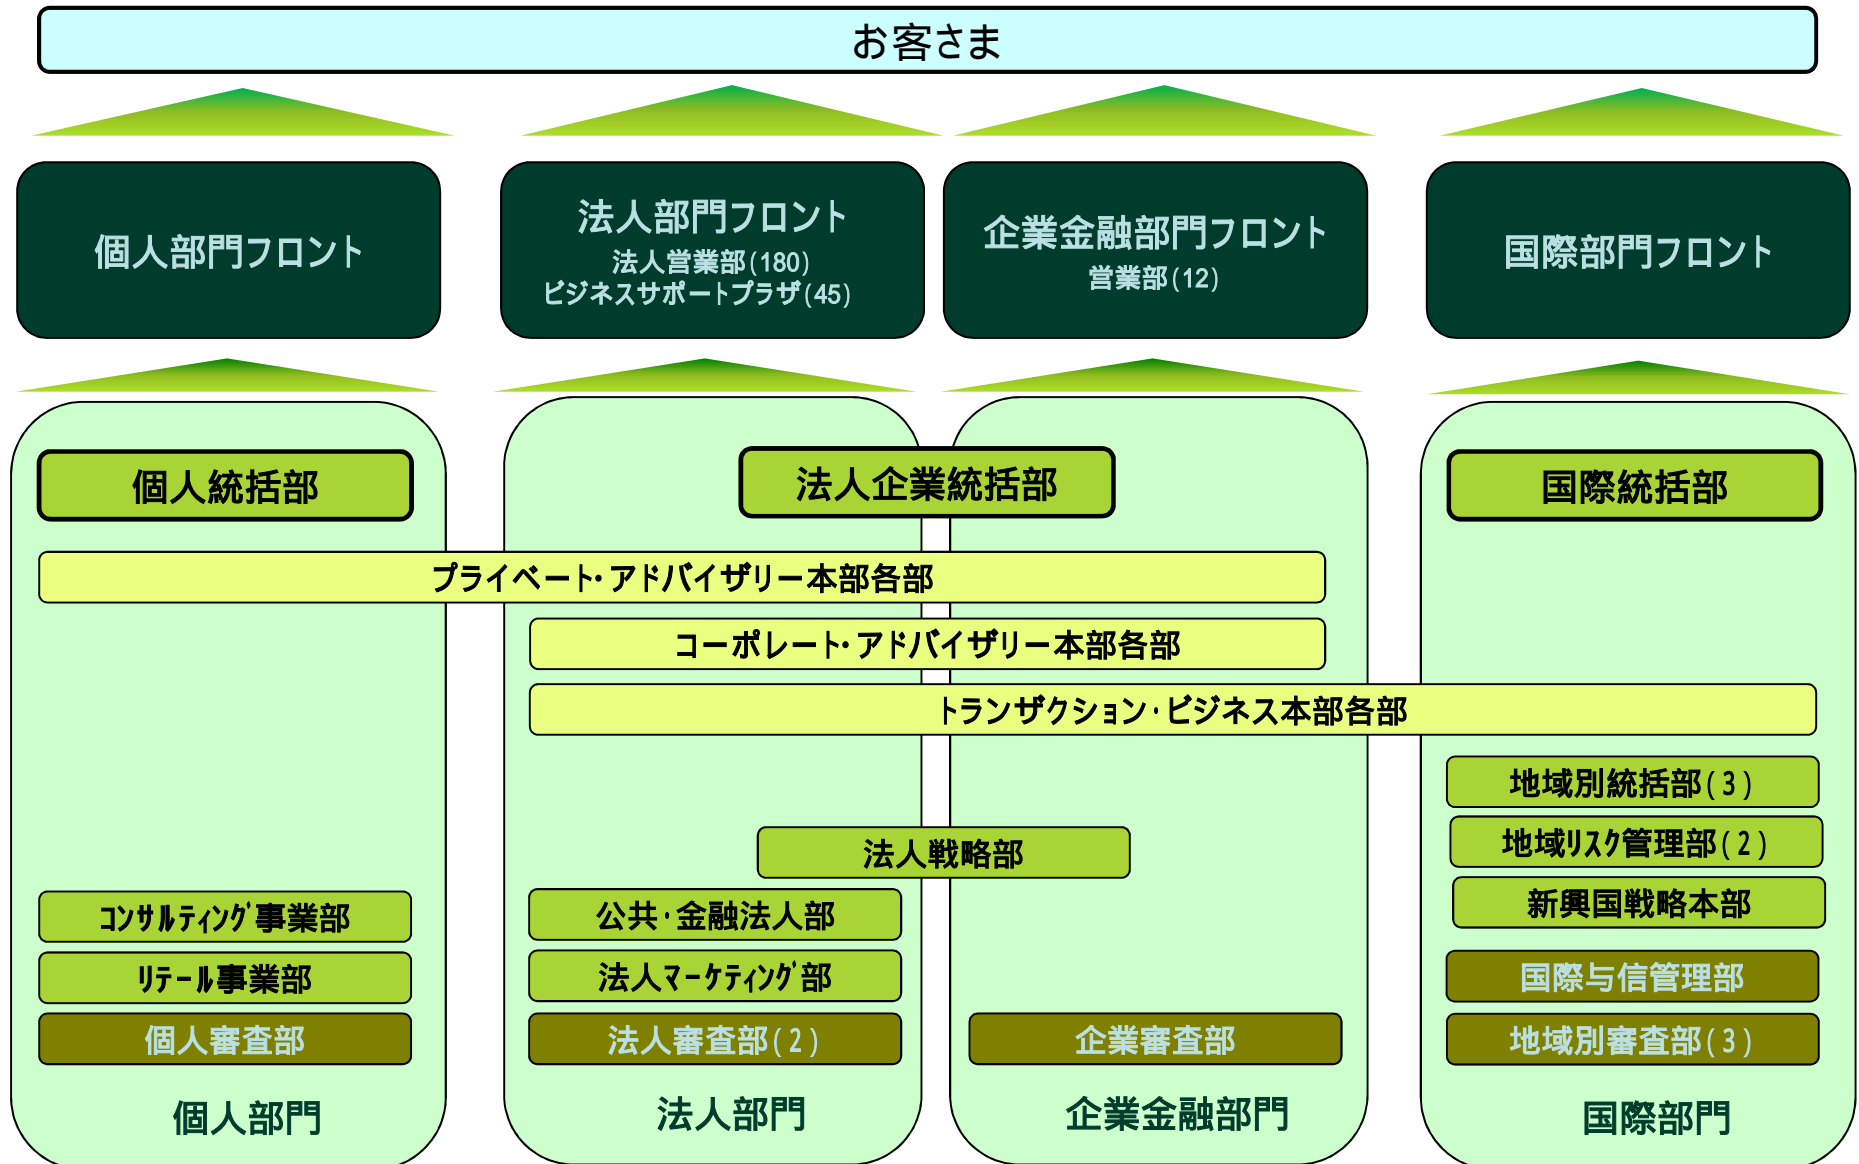 お客さま
個人部門フロント
法人部門フロント
法人営業部(180)
ビジネスサポートプラザ(45)
企業金融部門フロント
営業部(12)
国際部門フロント
個人統括部
法人企業統括部
国際統括部
プライベート・アドバイザリー本部各部
コーポレート・アドバイザリー本部各部
トランザクション・ビジネス本部各部
地域別統括部(3)
地域ﾘｽｸ管理部(2)
新興国戦略本部
国際与信管理部
地域別審査部(3)
法人戦略部
ｺﾝｻﾙﾃｨﾝｸﾞ事業部
ﾘﾃｰﾙ事業部
個人審査部
公共・金融法人部
法人ﾏｰｹﾃｨﾝｸﾞ部
法人審査部(2)
企業審査部
個人部門
法人部門
企業金融部門
国際部門